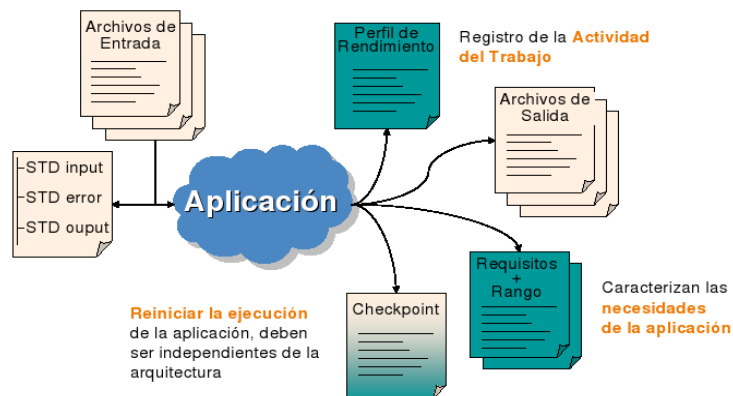 Archivos de
Entrada
Perfil de
Rendimiento
Registro de la Actividad
del Trabajo
Archivos de
Salida
STD input
STD error
STD ouput
Aplicación
Requisitos
+
Rango
Caracterizan las
necesidades
de la aplicación
Checkpoint
Reiniciar la ejecución
de la aplicación, deben
ser independientes de la
arquitectura